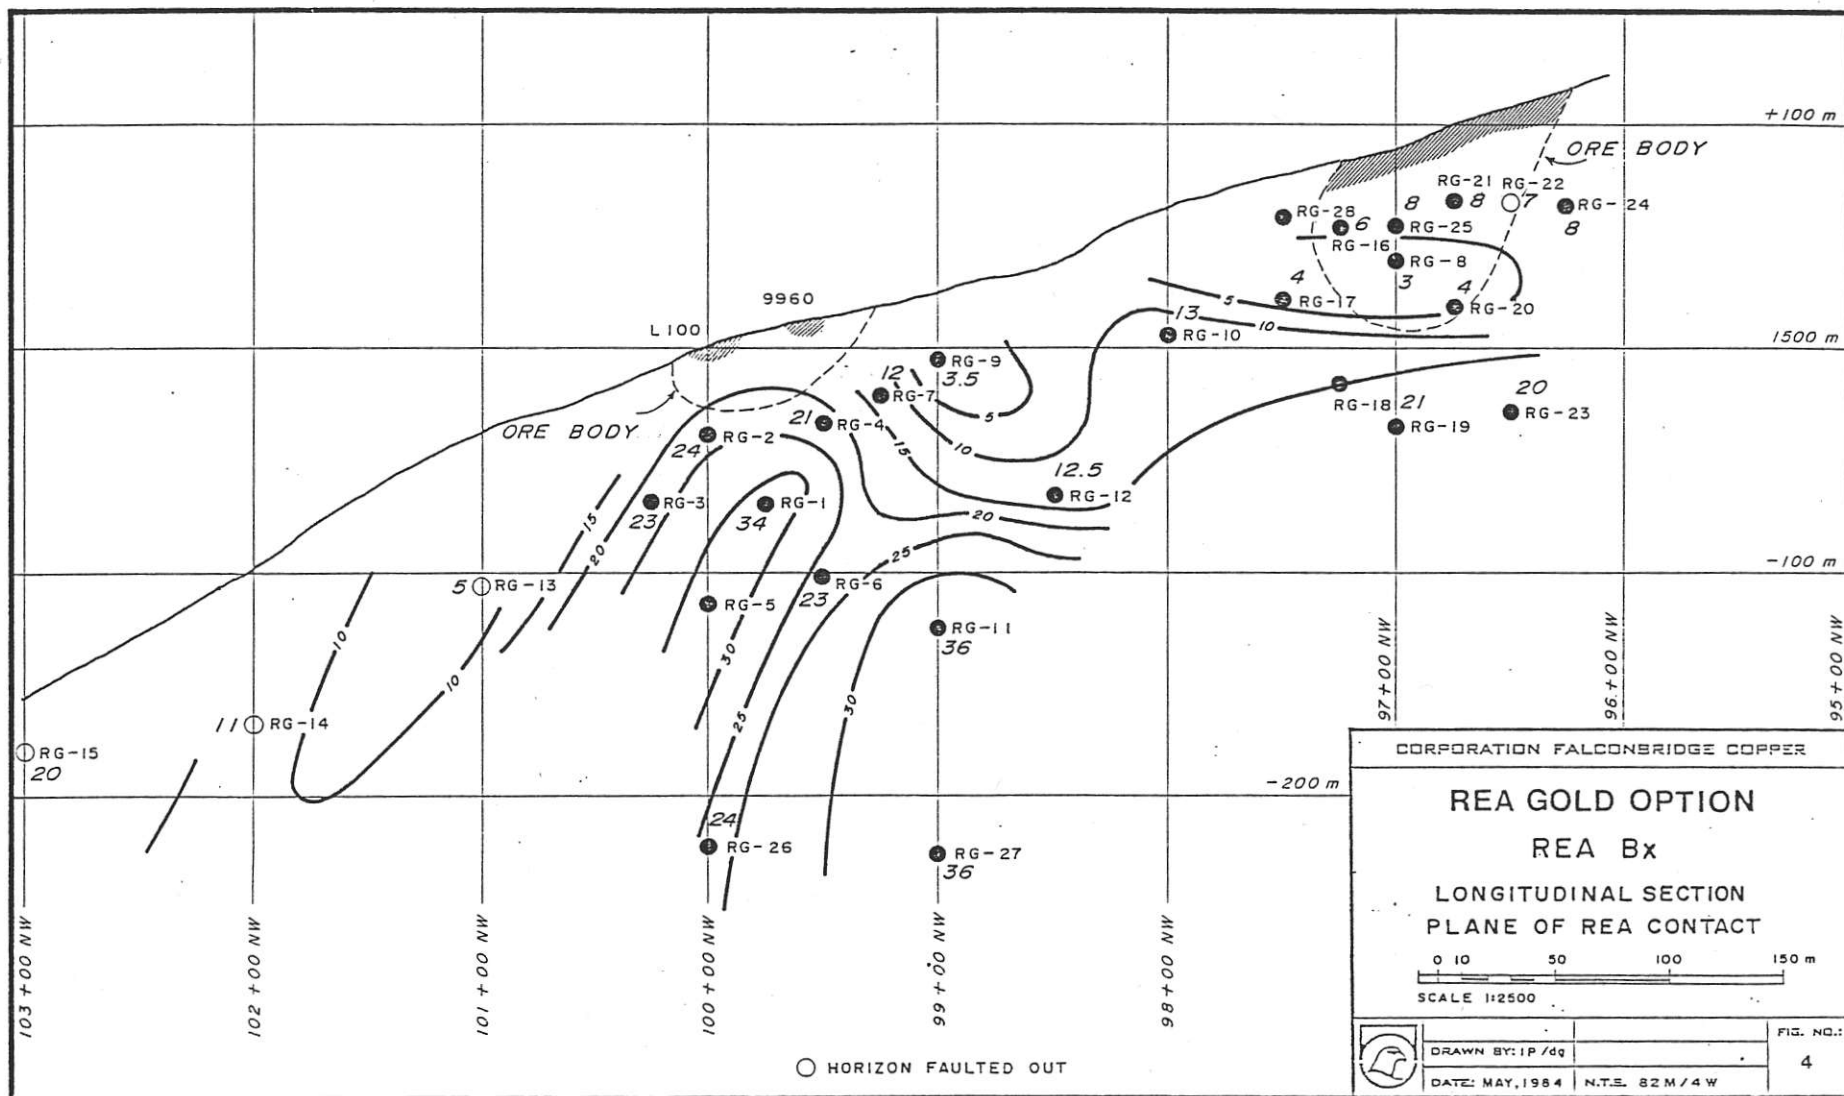 +100 m
ORE BODY
RG-21 RG-22
8 7
RG-24
8
RG-28
6
8
RG-25
RG-16
RG-8
3
4
RG-17
4
RG-20
5
9960
L 100
13
RG-10
10
1500 m
RG-9
3.5
12
RG-7
5
20
RG-18
21
RG-23
RG-19
ORE BODY
21
RG-4
RG-2
24
10
15
12.5
RG-12
RG-3
23
RG-1
34
15
20
20
25
-100 m
5
RG-13
RG-6
23
RG-5
RG-11
36
10
10
30
30
25
11
RG-14
RG-15
20
-200 m
24
RG-26
RG-27
36
97+00 NW
96+00 NW
95+00 NW
103+00 NW
102+00 NW
101+00 NW
100+00 NW
99+00 NW
98+00 NW
HORIZON FAULTED OUT
CORPORATION FALCONBRIDGE COPPER
REA GOLD OPTION
REA Bx
LONGITUDINAL SECTION
PLANE OF REA CONTACT
0 10 50 100 150 m
SCALE 1:2500
DRAWN BY: IP/dg
DATE: MAY, 1984
N.T.S. 82M/4W
FIG. NO.:
4